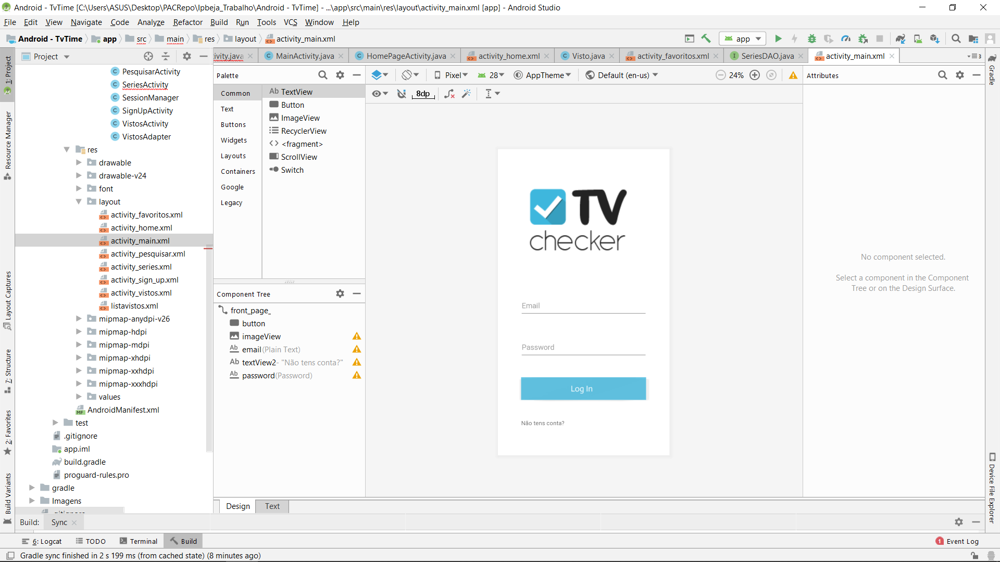 Android - TvTime [C:\Users\ASUS\Desktop\PACRepo\Ipbeja_Trabalho\Android - TvTime] - ...\app\src\main\res\layout\activity_main.xml [app] - Android Studio
File Edit View Navigate Code Analyze Refactor Build Run Tools VCS Window Help
Android - TvTime app src main res layout activity_main.xml
app
Project
ivity.java MainActivity.java HomePageActivity.java activity_home.xml Visto.java activity_favoritos.xml SeriesDAO.java activity_main.xml
3
1: Project
Resource Manager
Layout Captures
7: Structure
2: Favorites
Build Variants
PesquisarActivity
SeriesActivity
SessionManager
SignUpActivity
VistosActivity
VistosAdapter
res
drawable
drawable-v24
font
layout
activity_favoritos.xml
activity_home.xml
activity_main.xml
activity_pesquisar.xml
activity_series.xml
activity_sign_up.xml
activity_vistos.xml
listavistos.xml
mipmap-anydpi-v26
mipmap-hdpi
mipmap-mdpi
mipmap-xhdpi
mipmap-xxhdpi
mipmap-xxxhdpi
values
MF AndroidManifest.xml
test
.gitignore
app.iml
build.gradle
proguard-rules.pro
gradle
Imagens
.gitignore
Palette
Common
Text
Buttons
Widgets
Layouts
Containers
Google
Legacy
Ab TextView
Button
ImageView
RecyclerView
<fragment>
ScrollView
Switch
Component Tree
front_page_
button
imageView
Ab email(Plain Text)
Ab textView2- "Não tens conta?"
Ab password(Password)
Pixel 28 AppTheme Default (en-us) 24%
8dp
TV
checker
Email
Password
Log In
Não tens conta?
Attributes
No component selected.
Select a component in the Component
Tree or on the Design Surface.
Gradle
Device File Explorer
Design Text
Build: Sync
6: Logcat TODO Terminal Build
1 Event Log
Gradle sync finished in 2 s 199 ms (from cached state) (8 minutes ago)